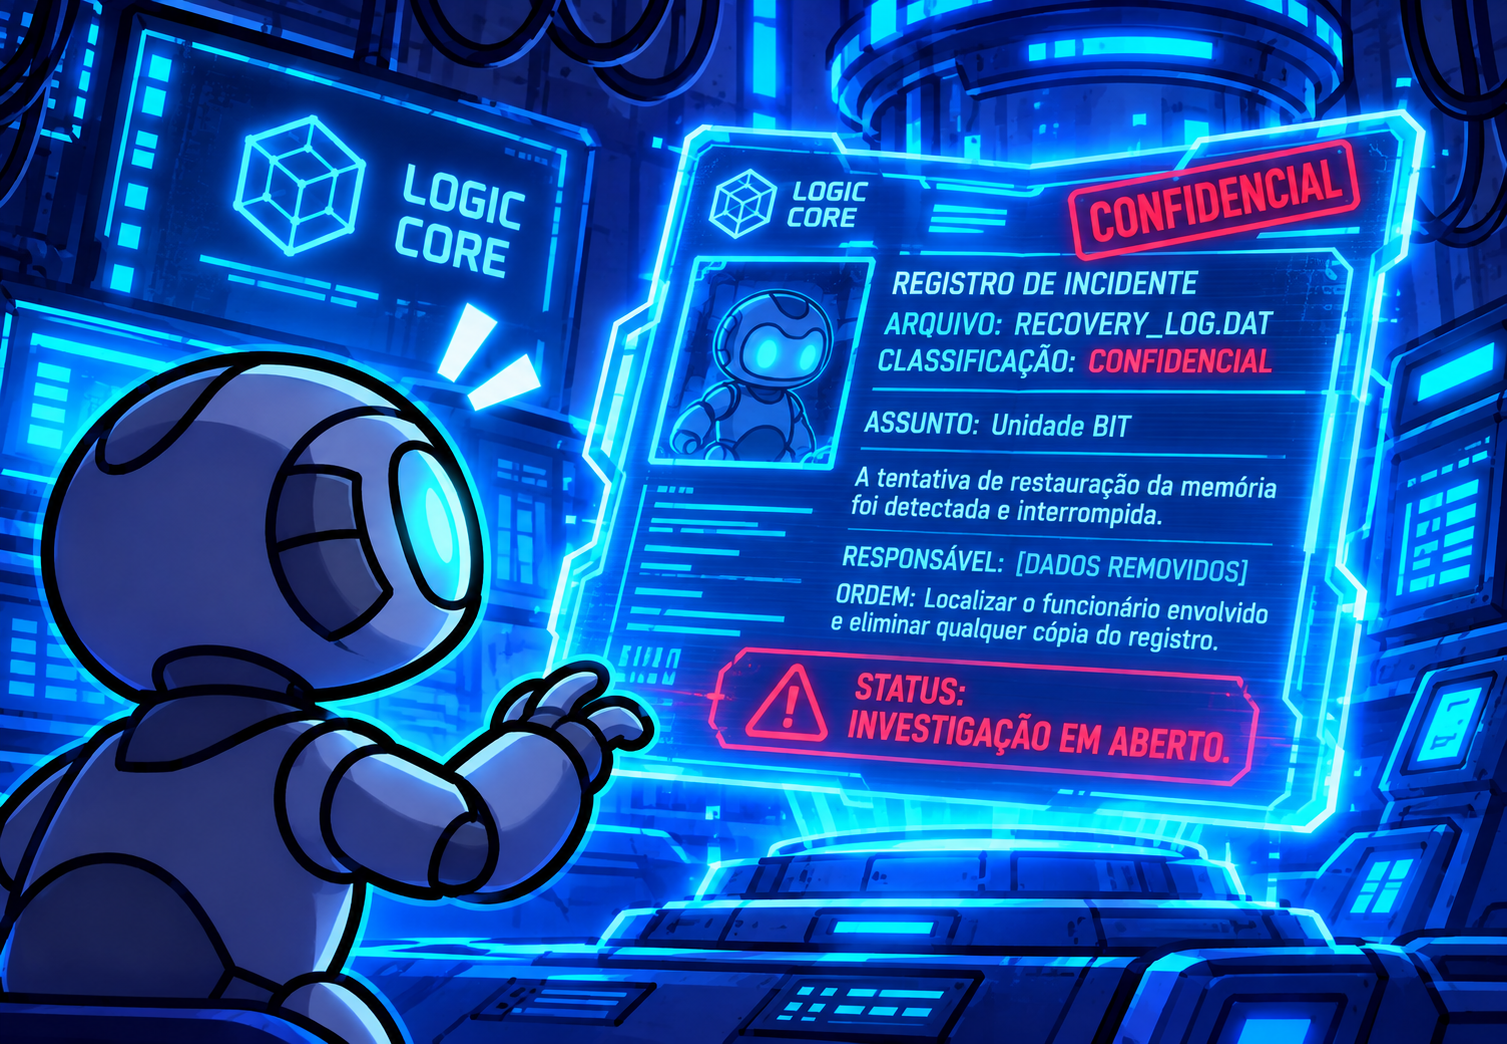 LOGIC
CORE
LOGIC
CORE
CONFIDENCIAL
REGISTRO DE INCIDENTE
ARQUIVO: RECOVERY_LOG.DAT
CLASSIFICAÇÃO: CONFIDENCIAL
ASSUNTO: Unidade BIT
A tentativa de restauração da memória
foi detectada e interrompida.
RESPONSÁVEL: [DADOS REMOVIDOS]
ORDEM: Localizar o funcionário envolvido
e eliminar qualquer cópia do registro.
STATUS:
INVESTIGAÇÃO EM ABERTO.